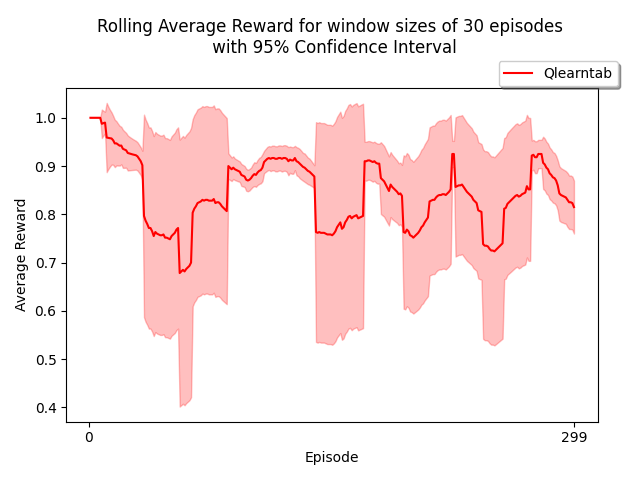 Rolling Average Reward for window sizes of 30 episodes
with 95% Confidence Interval
Qlearntab
1.0
0.9
0.8
0.7
0.6
0.5
0.4
Average Reward
0
299
Episode